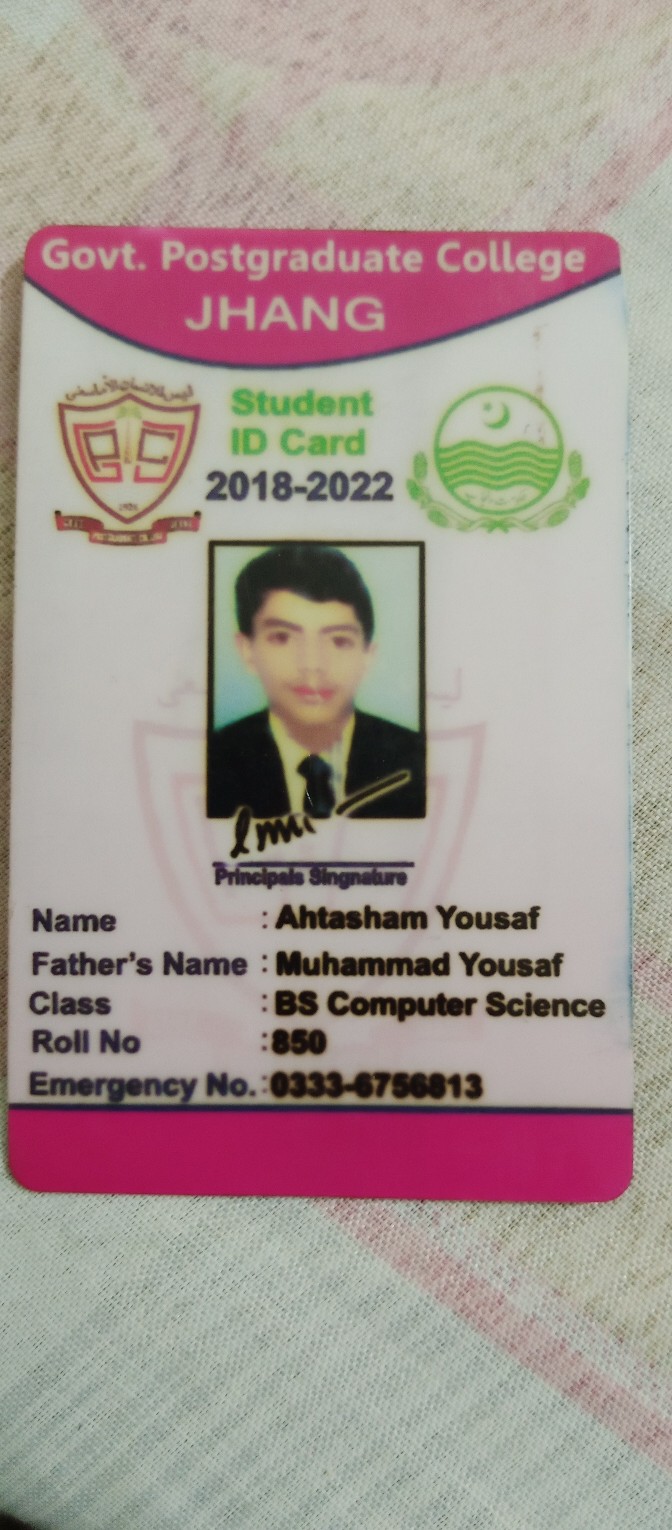 Govt. Postgraduate College
JHANG
Student
ID Card
2018-2022
Principals Singnature
Name : Ahtasham Yousaf
Father's Name : Muhammad Yousaf
Class : BS Computer Science
Roll No : 850
Emergency No. : 0333-6756813